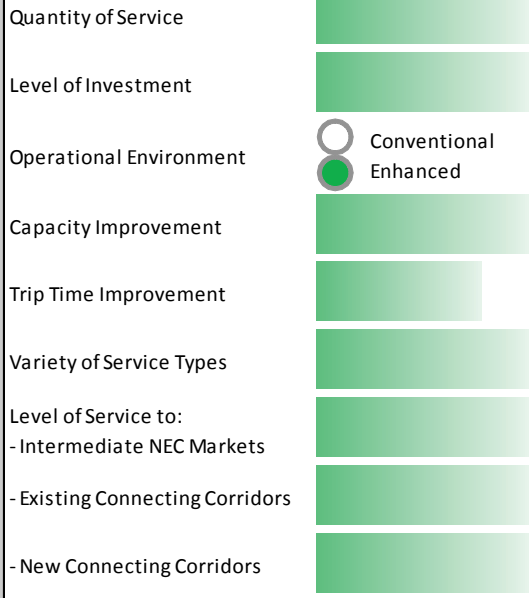 Quantity of Service
Level of Investment
Operational Environment
Conventional
Enhanced
Capacity Improvement
Trip Time Improvement
Variety of Service Types
Level of Service to:
- Intermediate NEC Markets
- Existing Connecting Corridors
- New Connecting Corridors